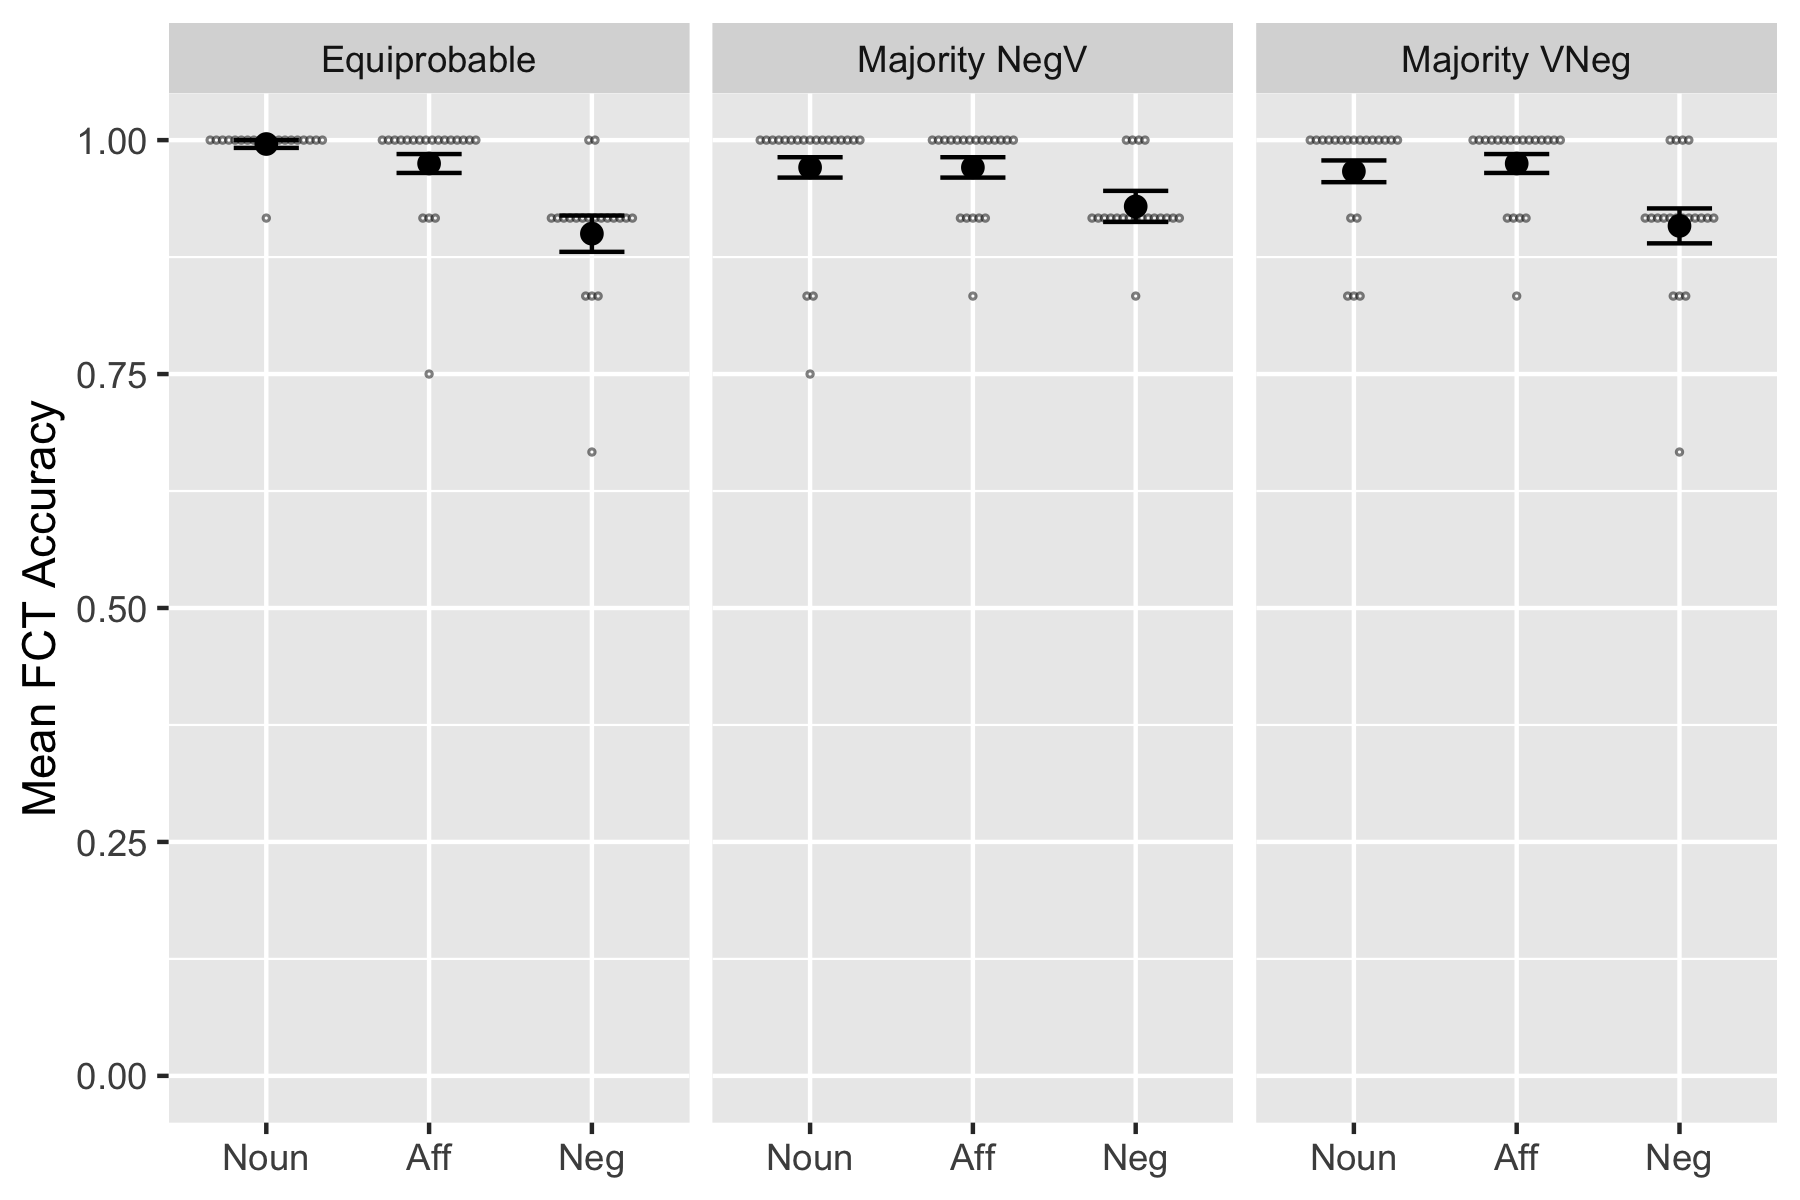 Equiprobable
Majority NegV
Majority VNeg
Mean FCT Accuracy
1.00
0.75
0.50
0.25
0.00
Noun Aff Neg
Noun Aff Neg
Noun Aff Neg